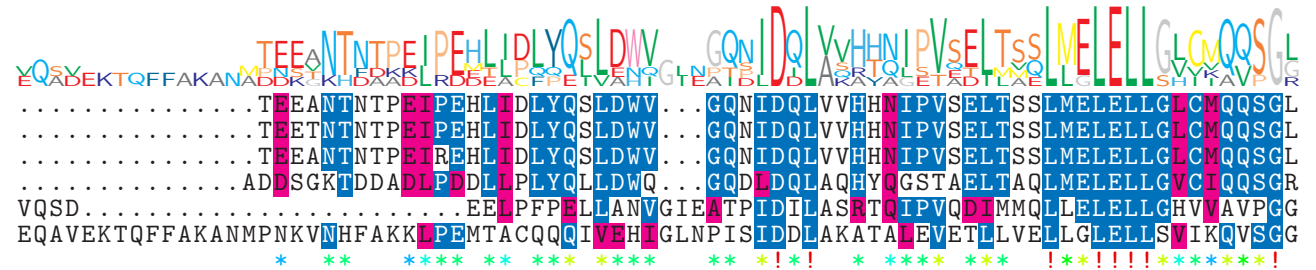 ...............TEEANTNTPEIPEHLIDLYQSLDWV...GQNIDQLVVHHNIPVSELTSSLMELELLGLCMQQSGL
...............TEETNTNTPEIPEHLIDLYQSLDWV...GQNIDQLVVHHNIPVSELTSSLMELELLGLCMQQSGL
...............TEEANTNTPEIREHLIDLYQSLDWV...GQNIDQLVVHHNIPVSELTSSLMELELLGLCMQQSGL
..............ADDSGKTDDADLPDDLLPLYQLLDWQ...GQDLDQLAQHYQGSTAELTAQLMELELLGVCIQQSGR
VQSD........................EELPFPELLANVGIEATPIDILASRTQIPVQDIMMQLLELELLGHVVAVPGG
EQAVEKTQFFAKANMPNKVNHFAKKLPEMTACQQQIVEHIGLNPISIDDLAKATALEVETLLVELLGLELLSVIKQVSGG